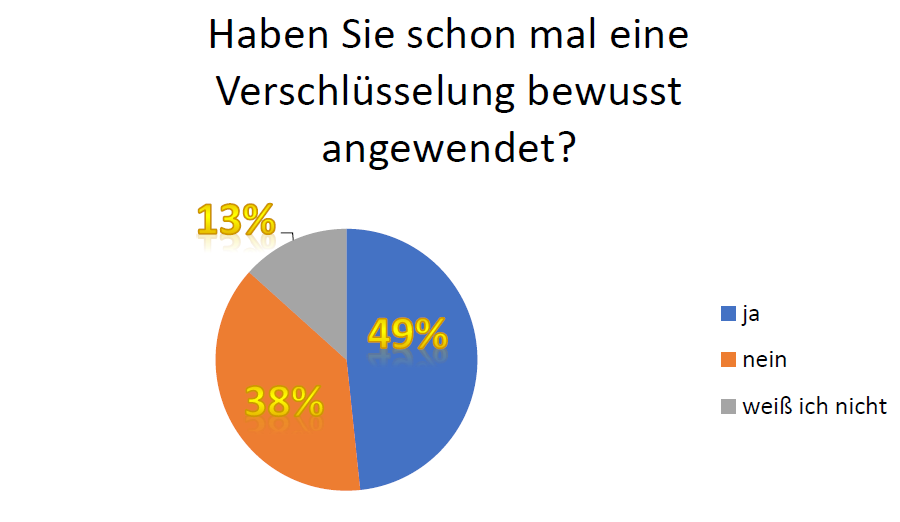 Haben Sie schon mal eine
Verschlüsselung bewusst
angewendet?
13%
49%
38%
ja
nein
weiß ich nicht